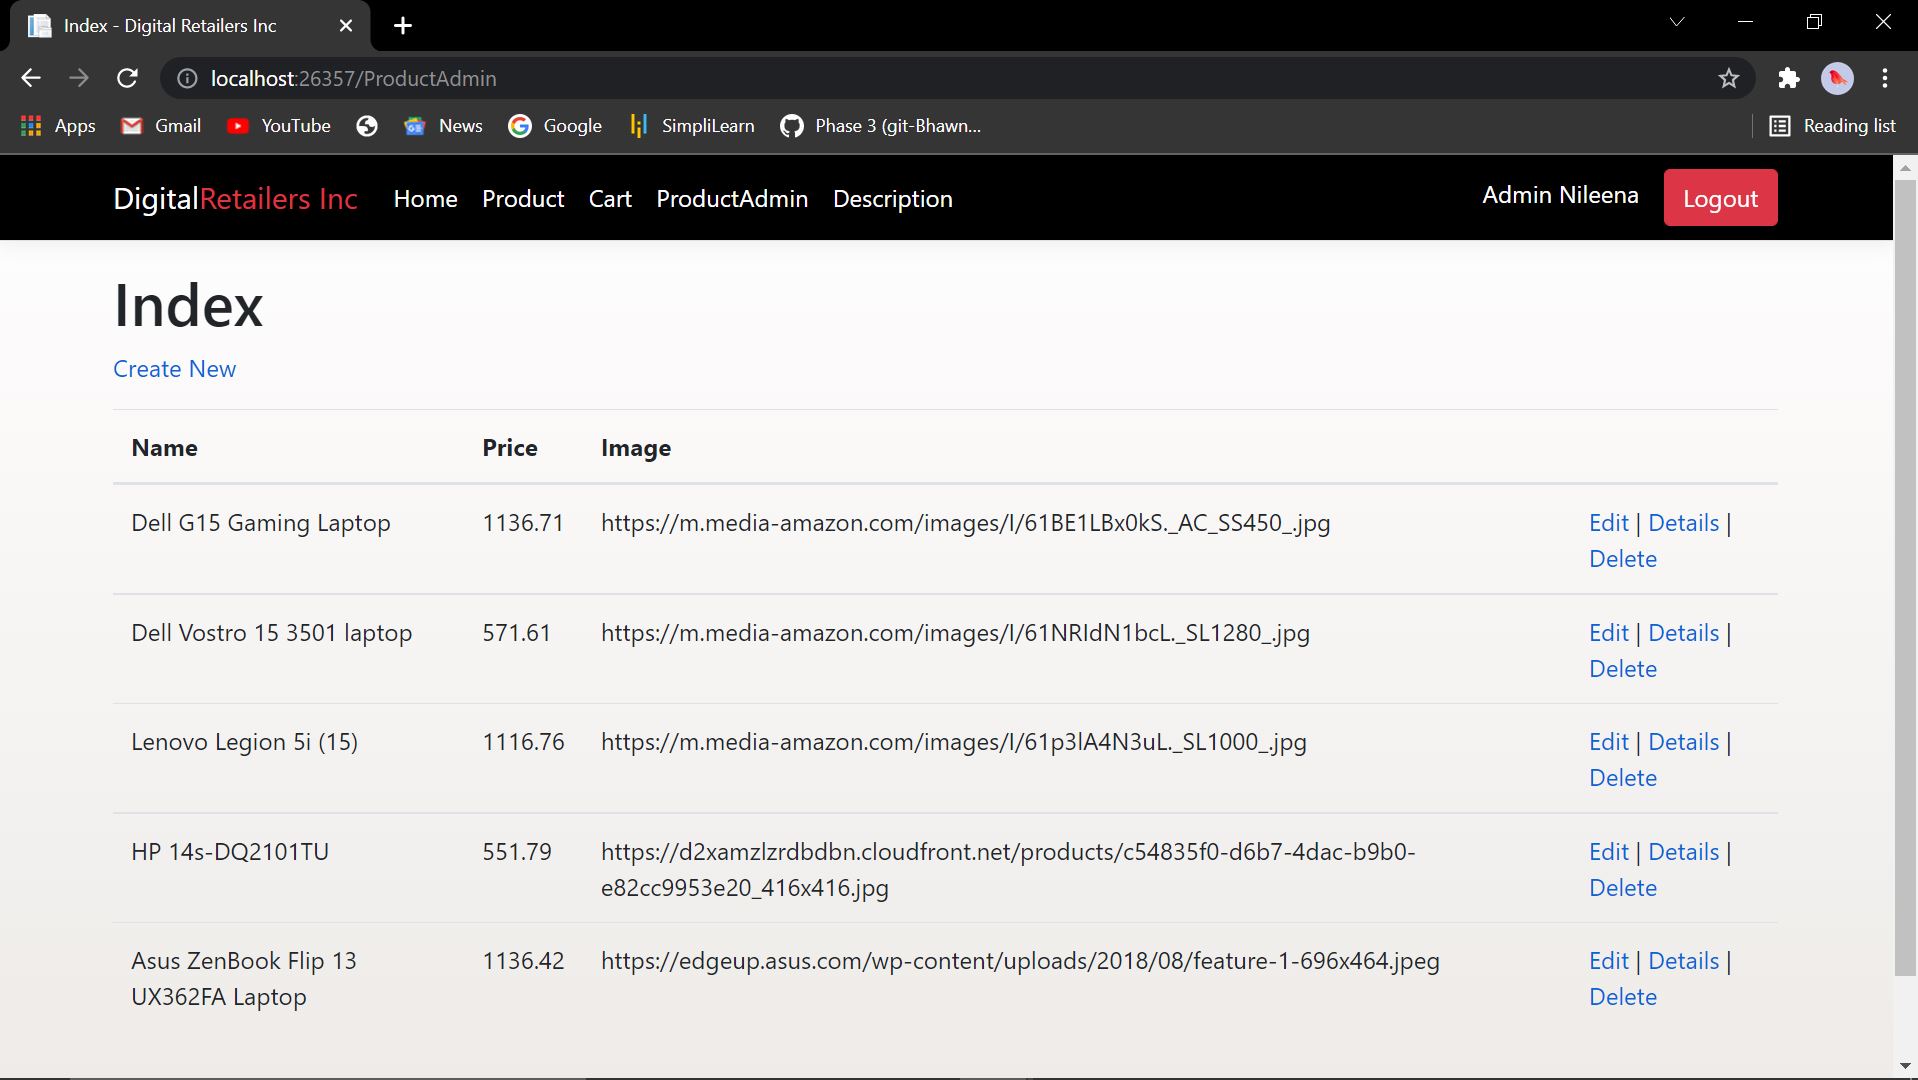 Index - Digital Retailers Inc
localhost:26357/ProductAdmin
Apps Gmail YouTube News Google SimpliLearn Phase 3 (git-Bhawn... Reading list
DigitalRetailers Inc Home Product Cart ProductAdmin Description Admin Nileena Logout
Index
Create New
Name Price Image
Dell G15 Gaming Laptop 1136.71 https://m.media-amazon.com/images/I/61BE1LBx0kS._AC_SS450_.jpg Edit | Details |
Delete
Dell Vostro 15 3501 laptop 571.61 https://m.media-amazon.com/images/I/61NRIdN1bcL._SL1280_.jpg Edit | Details |
Delete
Lenovo Legion 5i (15) 1116.76 https://m.media-amazon.com/images/I/61p3lA4N3uL._SL1000_.jpg Edit | Details |
Delete
HP 14s-DQ2101TU 551.79 https://d2xamzlzrdbdbn.cloudfront.net/products/c54835f0-d6b7-4dac-b9b0- Edit | Details |
e82cc9953e20_416x416.jpg Delete
Asus ZenBook Flip 13 1136.42 https://edgeup.asus.com/wp-content/uploads/2018/08/feature-1-696x464.jpeg Edit | Details |
UX362FA Laptop Delete